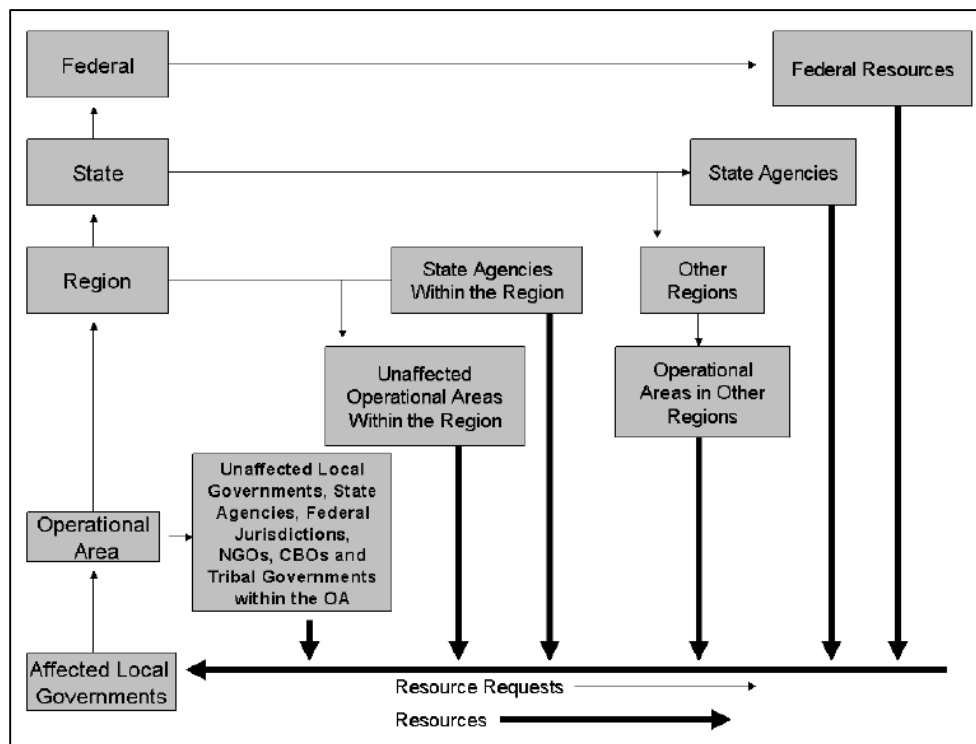 Federal
Federal Resources
State
State Agencies
Region
State Agencies
Within the Region
Other
Regions
Unaffected
Operational Areas
Within the Region
Operational
Areas in Other
Regions
Unaffected Local
Governments, State
Agencies, Federal
Jurisdictions,
NGOs, CBOs and
Tribal Governments
within the OA
Operational
Area
Affected Local
Governments
Resource Requests
Resources